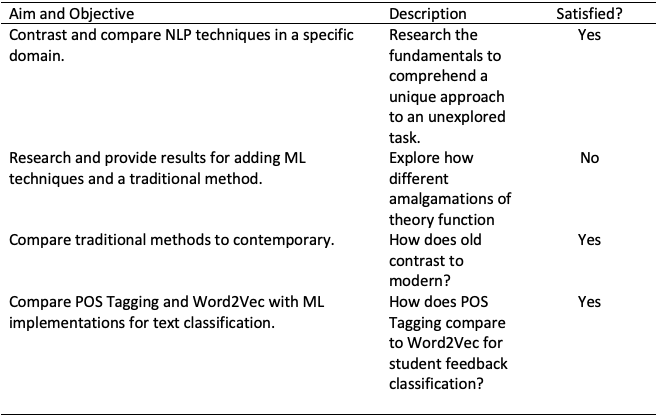 Aim and Objective Description Satisfied?
Contrast and compare NLP techniques in a specific Research the Yes
domain. fundamentals to
comprehend a
unique approach
to an unexplored
task.
Research and provide results for adding ML Explore how No
techniques and a traditional method. different
amalgamations of
theory function
Compare traditional methods to contemporary. How does old Yes
contrast to
modern?
Compare POS Tagging and Word2Vec with ML How does POS Yes
implementations for text classification. Tagging compare
to Word2Vec for
student feedback
classification?